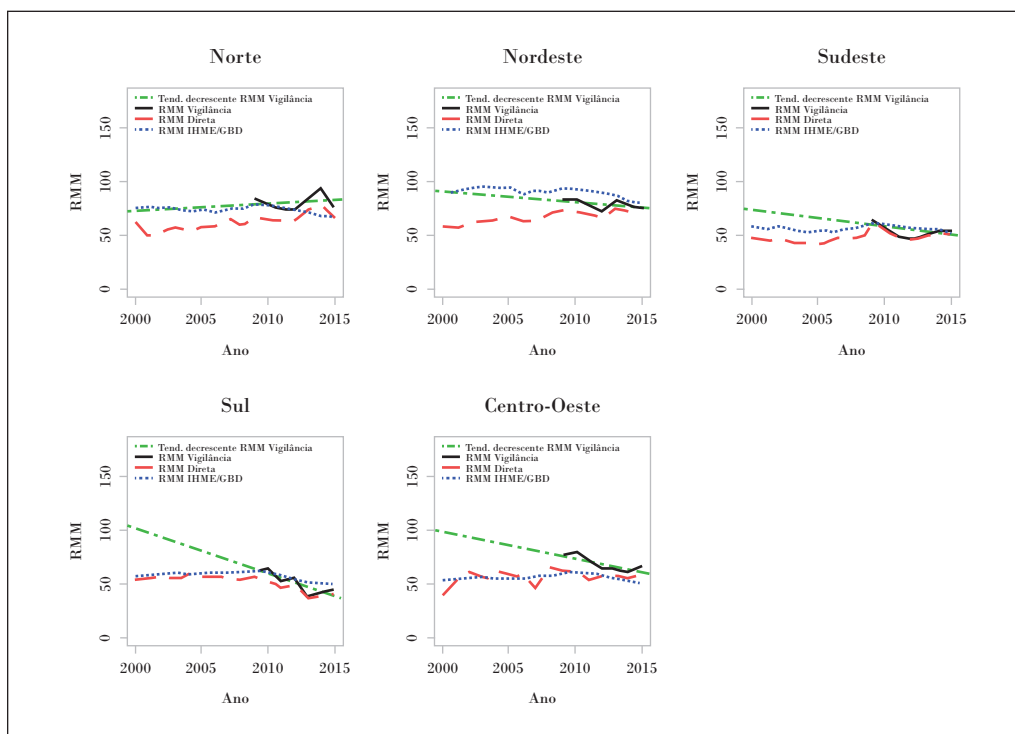 Norte
Tend. decrescente RMM Vigilância
RMM Vigilância
RMM Direta
RMM IHME/GBD
RMM
0 50 100 150
2000 2005 2010 2015
Ano
Nordeste
Tend. decrescente RMM Vigilância
RMM Vigilância
RMM Direta
RMM IHME/GBD
RMM
0 50 100 150
2000 2005 2010 2015
Ano
Sudeste
Tend. decrescente RMM Vigilância
RMM Vigilância
RMM Direta
RMM IHME/GBD
RMM
0 50 100 150
2000 2005 2010 2015
Ano
Sul
Tend. decrescente RMM Vigilância
RMM Vigilância
RMM Direta
RMM IHME/GBD
RMM
0 50 100 150
2000 2005 2010 2015
Ano
Centro-Oeste
Tend. decrescente RMM Vigilância
RMM Vigilância
RMM Direta
RMM IHME/GBD
RMM
0 50 100 150
2000 2005 2010 2015
Ano